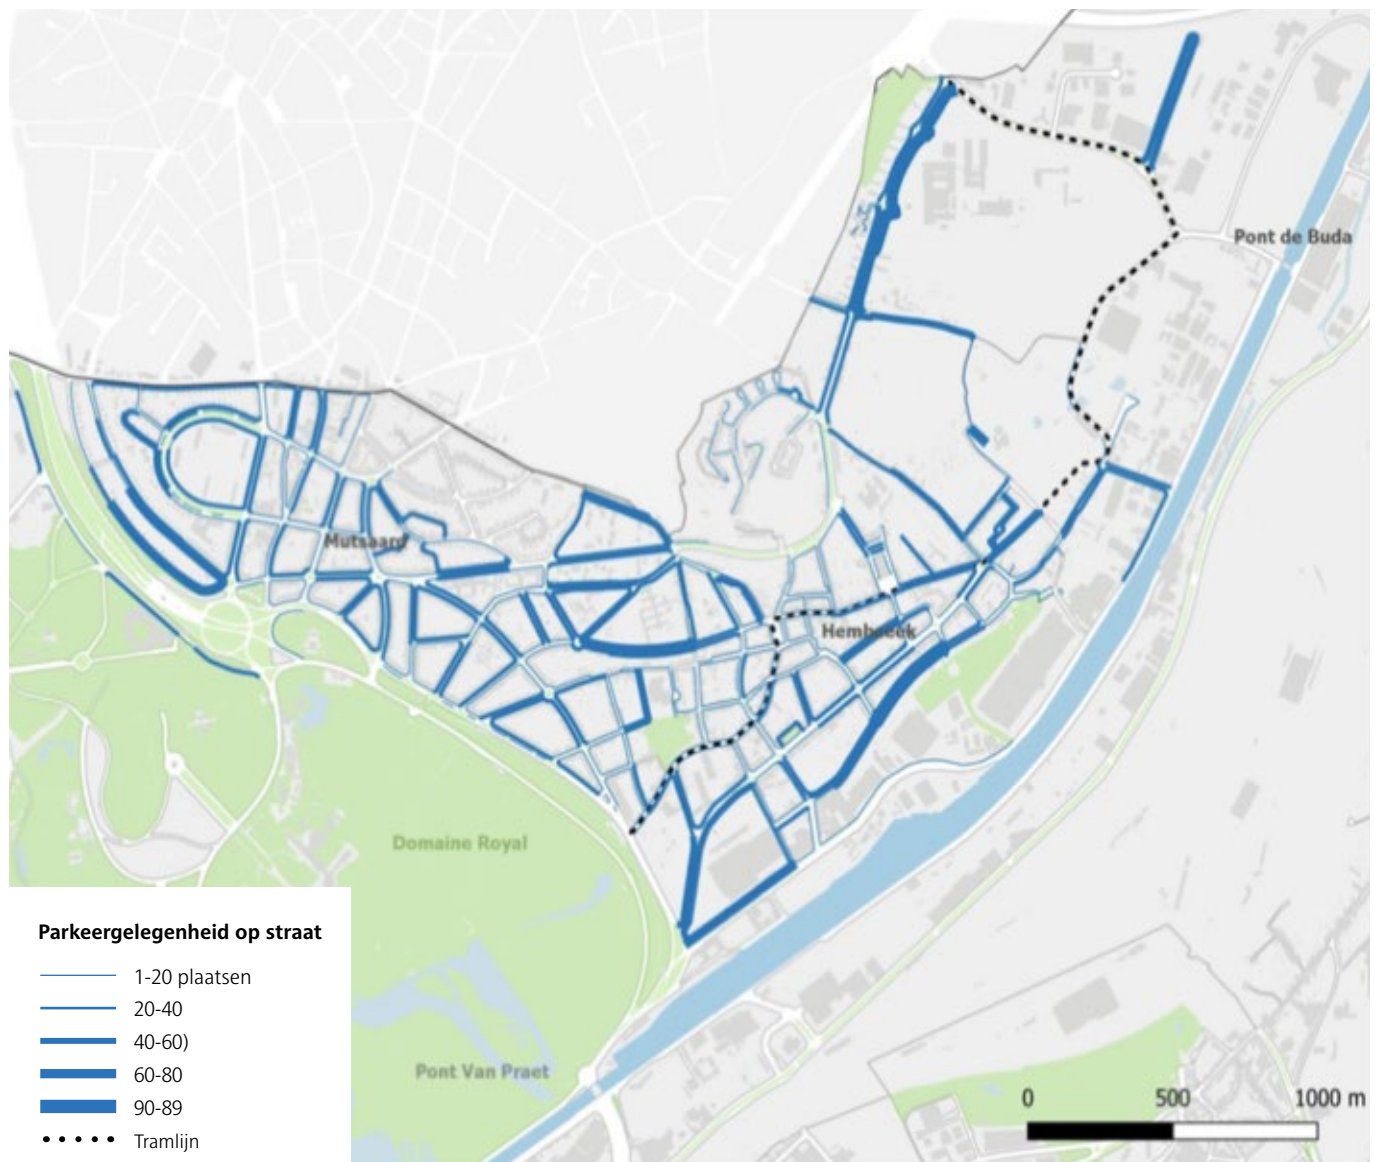 Pont de Buda
Mutsaard
Hembeek
Domaine Royal
Pont Van Praet
Parkeergelegenheid op straat
1-20 plaatsen
20-40
40-60)
60-80
90-89
Tramlijn
0 500 1000 m